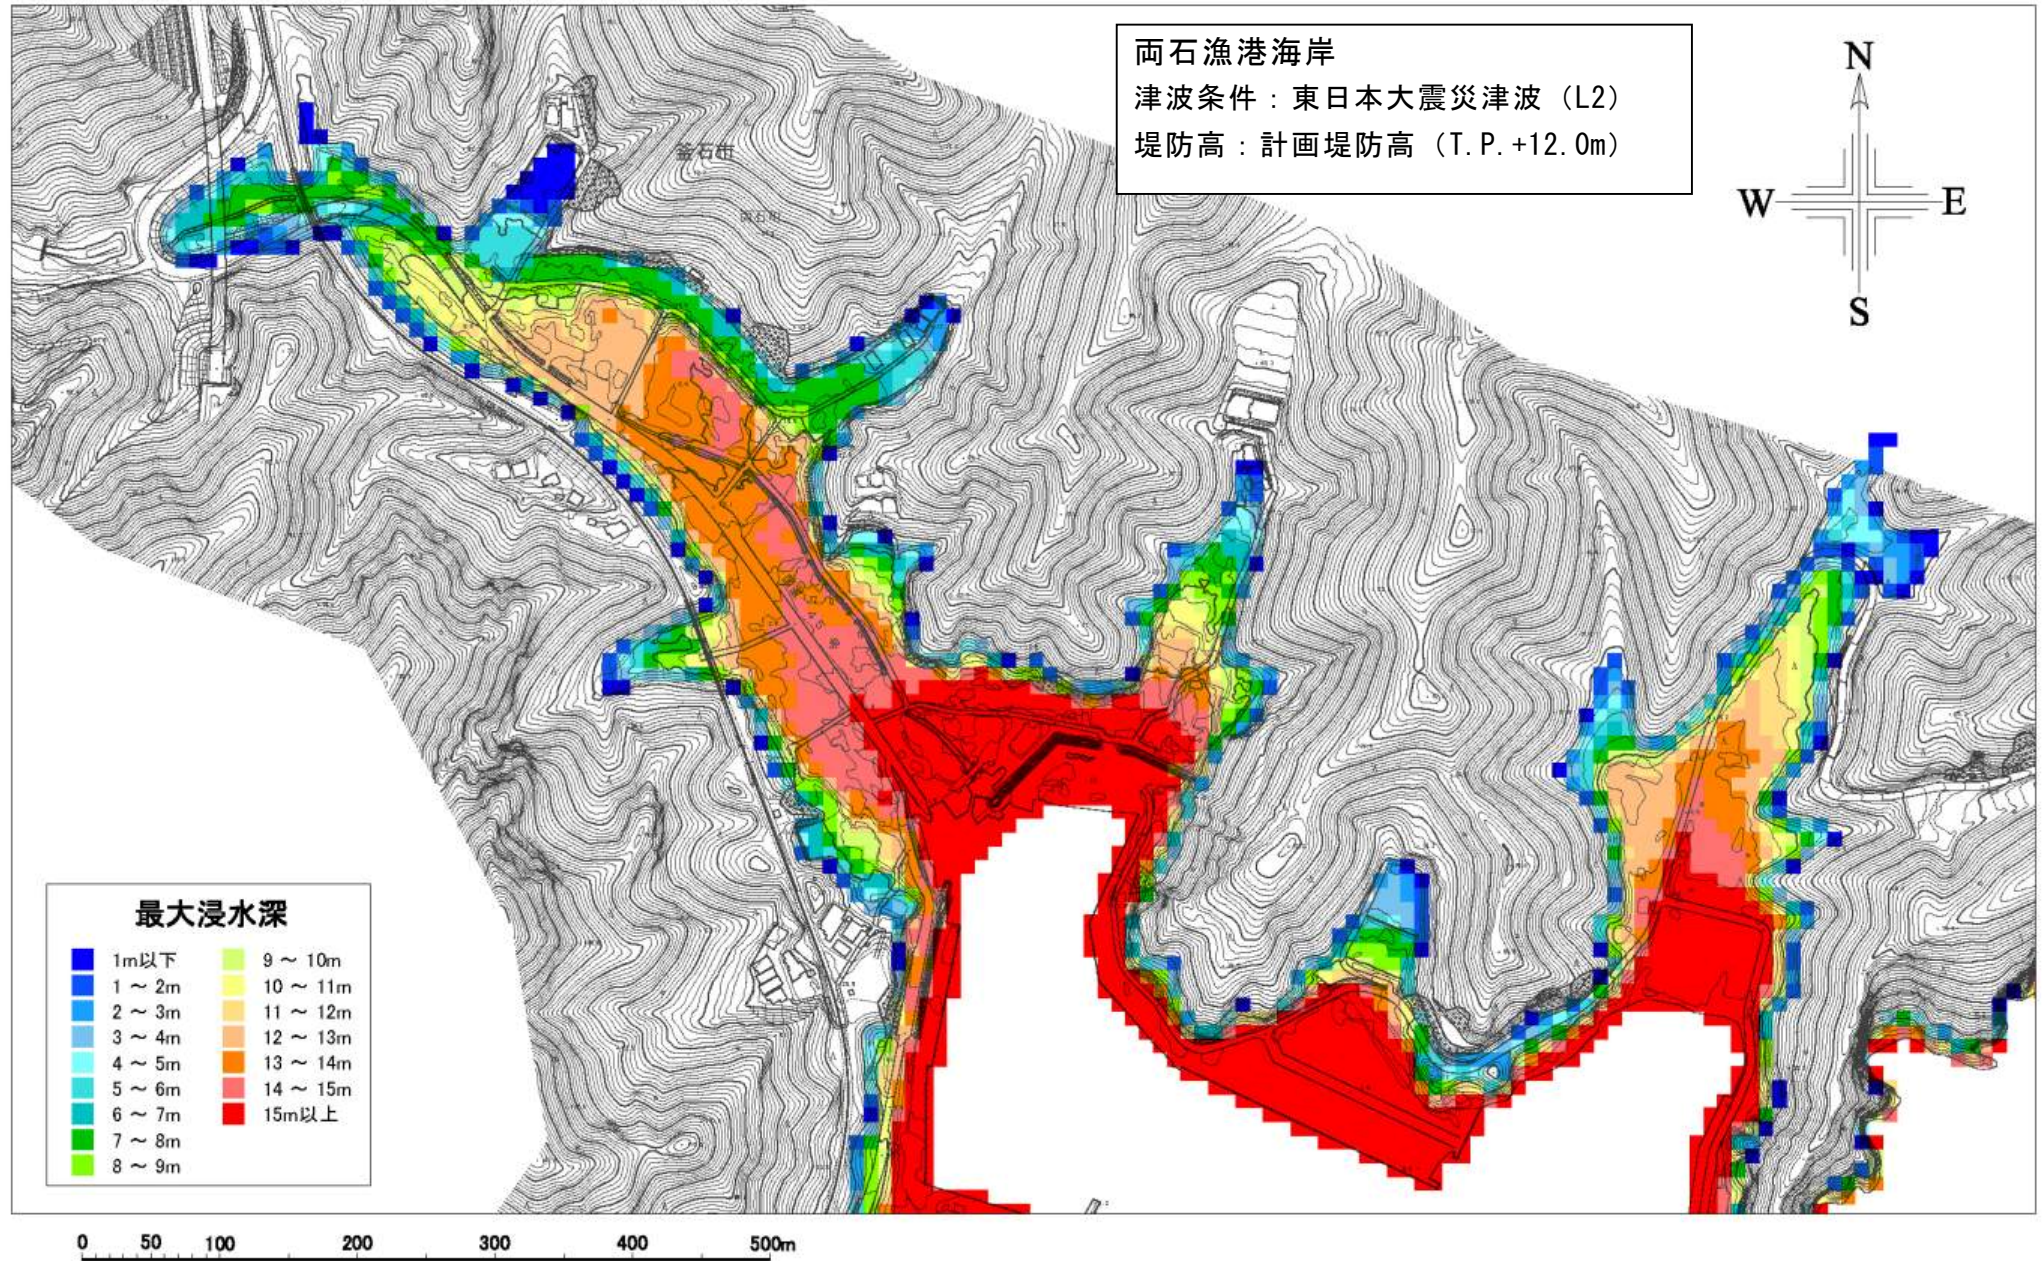 両石漁港海岸
津波条件：東日本大震災津波（L2）
堤防高：計画堤防高（T.P.+12.0m）
N
W
E
S
釜石市
最大浸水深
1m以下
1 ～ 2m
2 ～ 3m
3 ～ 4m
4 ～ 5m
5 ～ 6m
6 ～ 7m
7 ～ 8m
8 ～ 9m
9 ～ 10m
10 ～ 11m
11 ～ 12m
12 ～ 13m
13 ～ 14m
14 ～ 15m
15m以上
0 50 100 200 300 400 500m